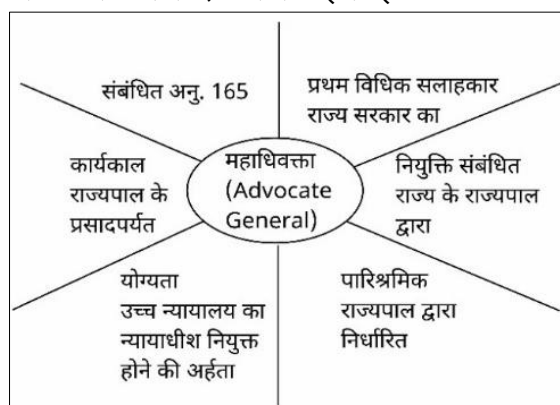 संबंधित अनु. 165
प्रथम विधिक सलाहकार
राज्य सरकार का
महाधिवक्ता
(Advocate
General)
कार्यकाल
राज्यपाल के
प्रसादपर्यत
नियुक्ति संबंधित
राज्य के राज्यपाल
द्वारा
योग्यता
उच्च न्यायालय का
न्यायाधीश नियुक्त
होने की अर्हता
पारिश्रमिक
राज्यपाल द्वारा
निर्धारित